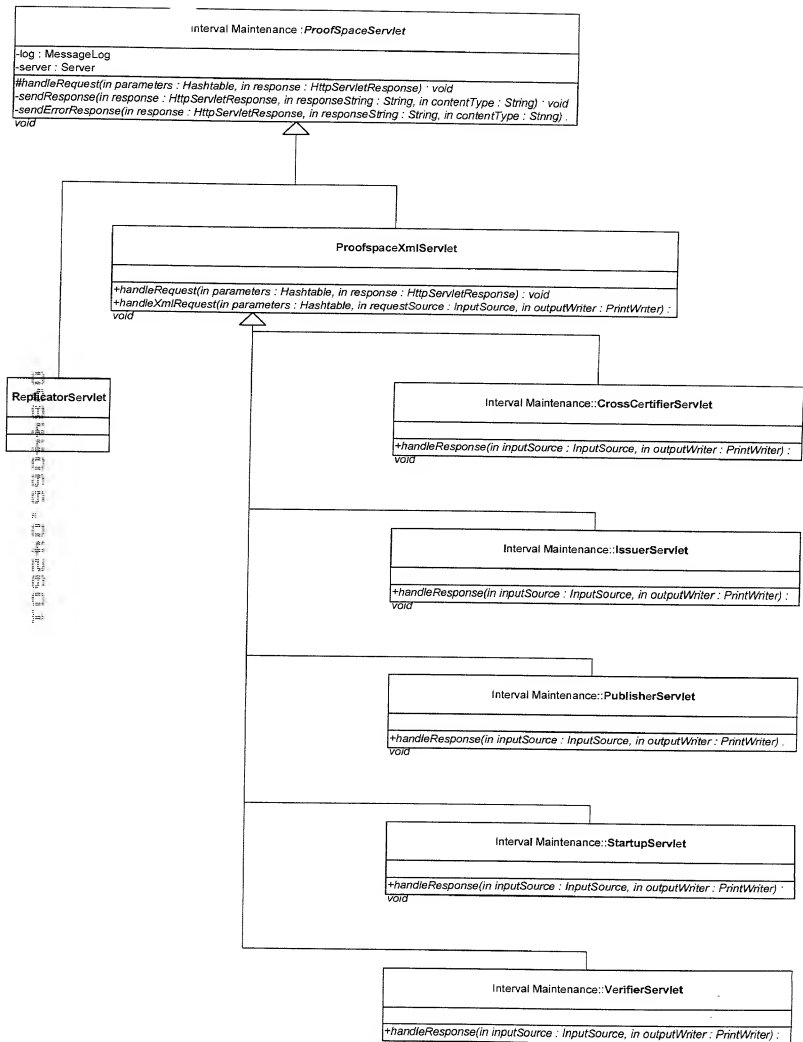 Interval Maintenance :ProofSpaceServlet
-log : MessageLog
-server : Server
#handleRequest(in parameters : Hashtable, in response : HttpServletResponse) : void
-sendResponse(in response : HttpServletResponse, in responseString : String, in contentType : String) : void
-sendErrorResponse(in response : HttpServletResponse, in responseString : String, in contentType : String) :
void
ProofspaceXmlServlet
+handleRequest(in parameters : Hashtable, in response : HttpServletResponse) : void
+handleXmlRequest(in parameters : Hashtable, in requestSource : InputSource, in outputWriter : PrintWriter) :
void
ReplicatorServlet
Interval Maintenance::CrossCertifierServlet
+handleResponse(in inputSource : InputSource, in outputWriter : PrintWriter) :
void
Interval Maintenance::IssuerServlet
+handleResponse(in inputSource : InputSource, in outputWriter : PrintWriter) :
void
Interval Maintenance::PublisherServlet
+handleResponse(in inputSource : InputSource, in outputWriter : PrintWriter) .
void
Interval Maintenance::StartupServlet
+handleResponse(in inputSource : InputSource, in outputWriter : PrintWriter) :
void
Interval Maintenance::VerifierServlet
+handleResponse(in inputSource : InputSource, in outputWriter : PrintWriter) :